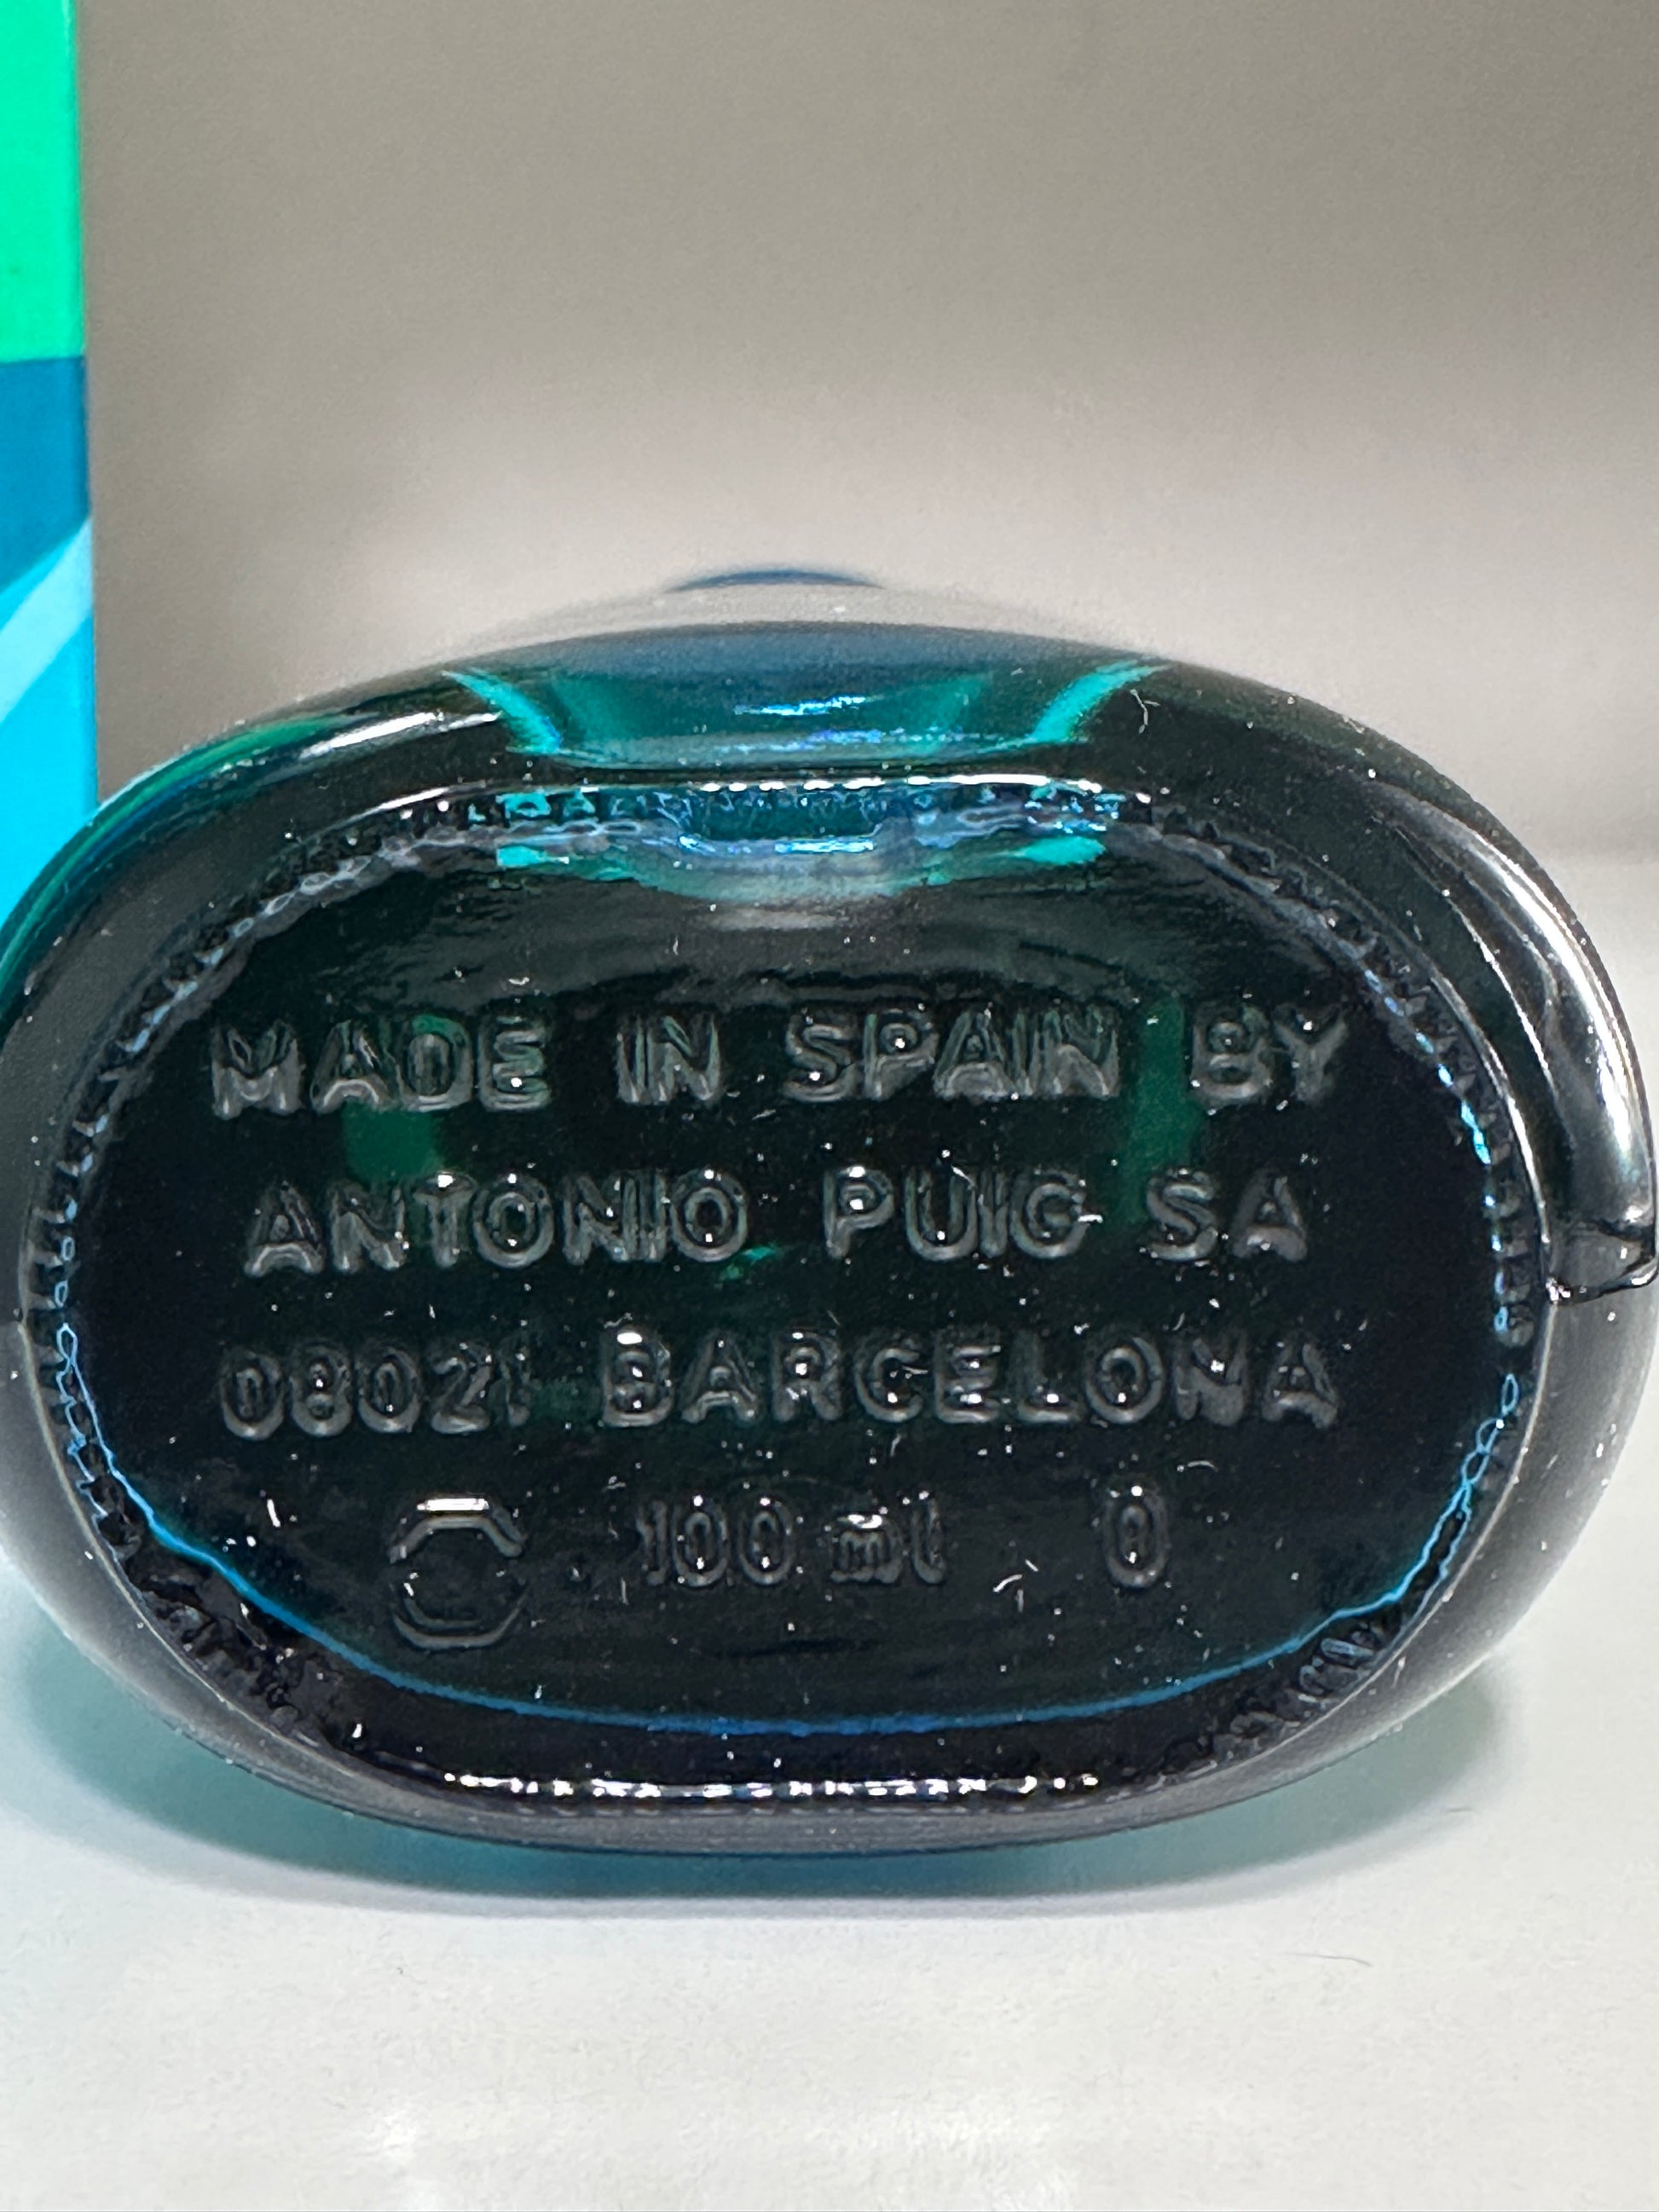 MADE IN SPAIN BY
ANTONIO PUIG SA
08021 BARCELONA
100 ml 0